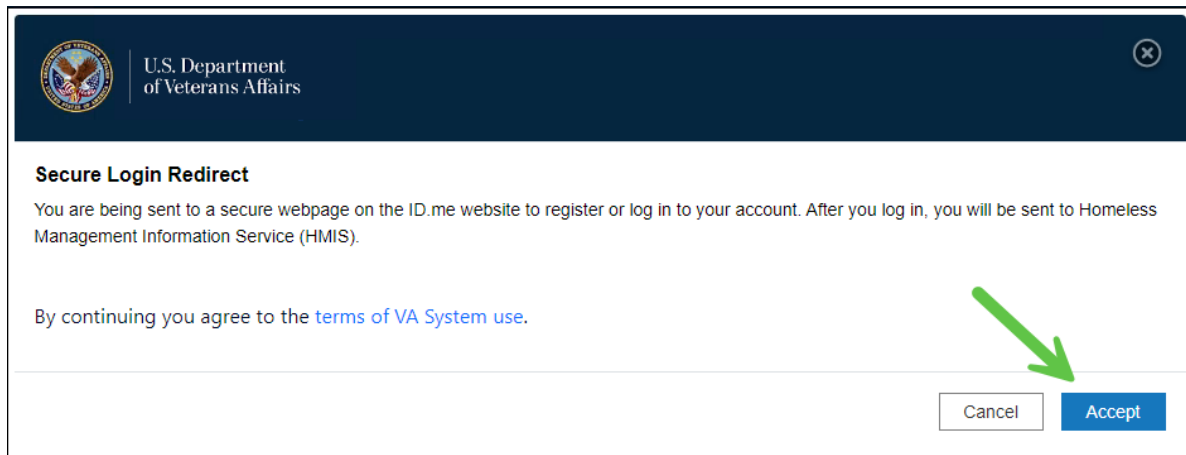 U.S. Department
of Veterans Affairs
Secure Login Redirect
You are being sent to a secure webpage on the ID.me website to register or log in to your account. After you log in, you will be sent to Homeless
Management Information Service (HMIS).
By continuing you agree to the terms of VA System use.
Cancel
Accept